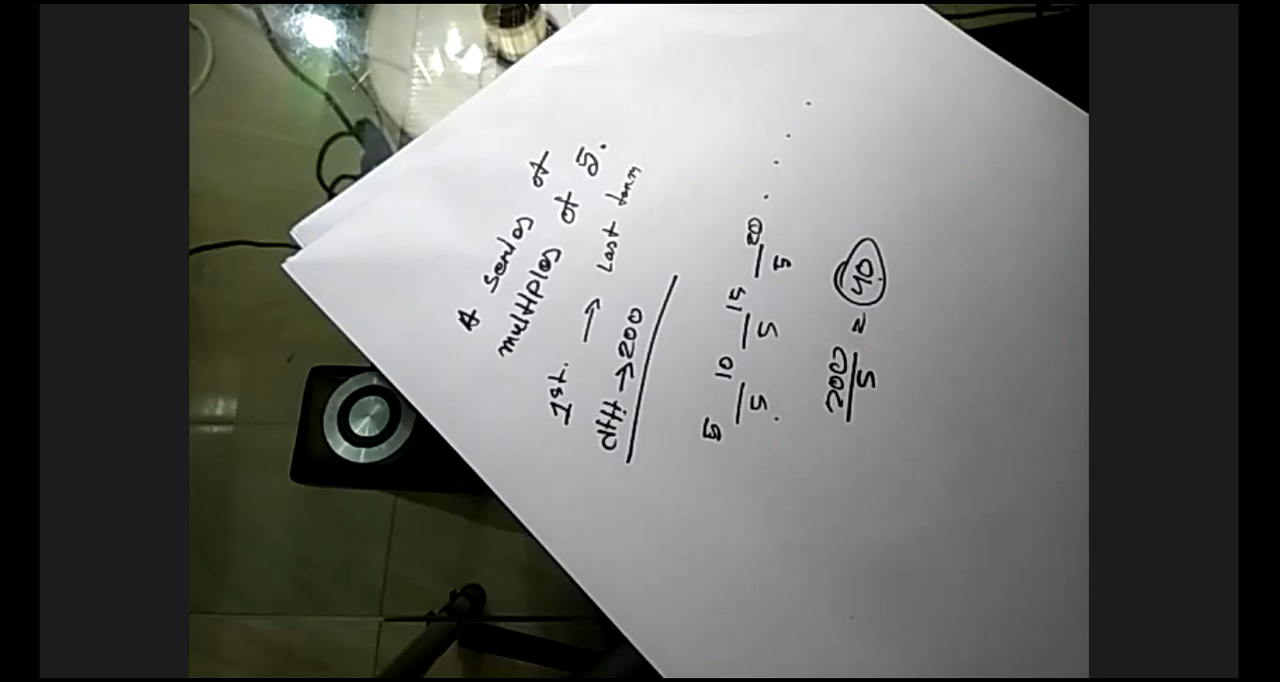 A series of
multiples of 5.
1st. → Last term
diff → 200
5 10 15 20 . . . .
5 5 5
200/5 = 40